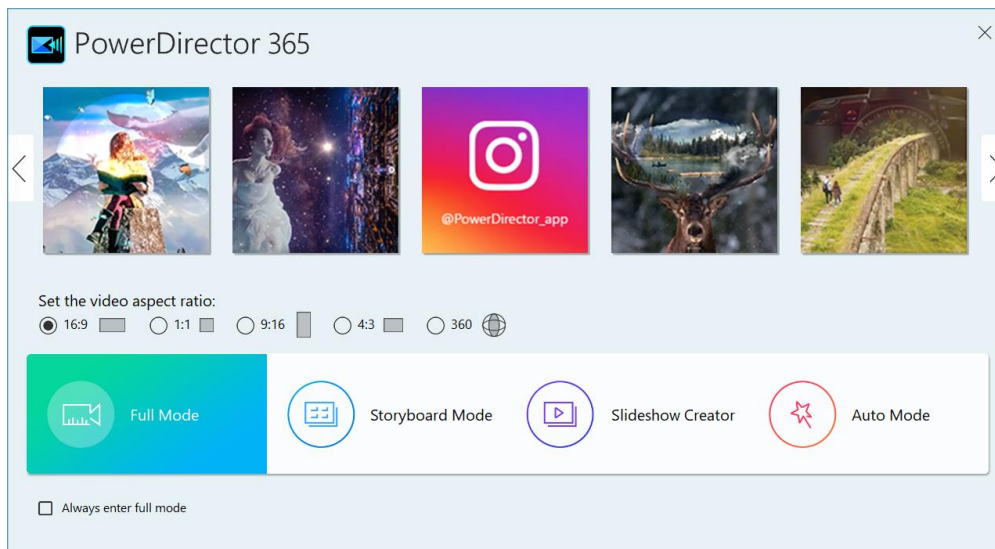 PowerDirector 365
@PowerDirector_app
Set the video aspect ratio:
16:9 1:1 9:16 4:3 360
Full Mode Storyboard Mode Slideshow Creator Auto Mode
Always enter full mode